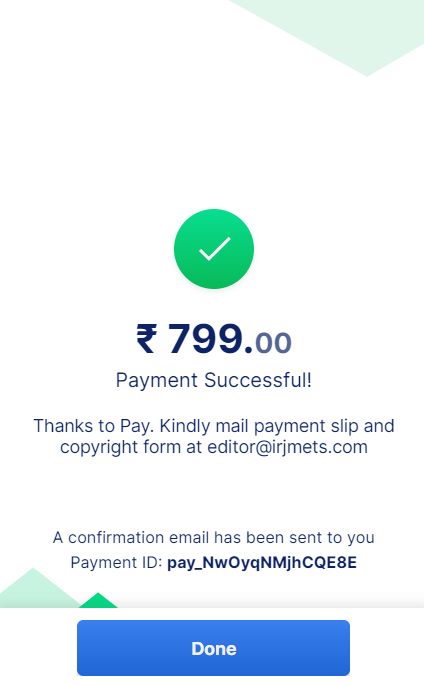 ₹ 799.00
Payment Successful!
Thanks to Pay. Kindly mail payment slip and
copyright form at editor@irjmets.com
A confirmation email has been sent to you
Payment ID: pay_NwOyqNMjhCQE8E
Done